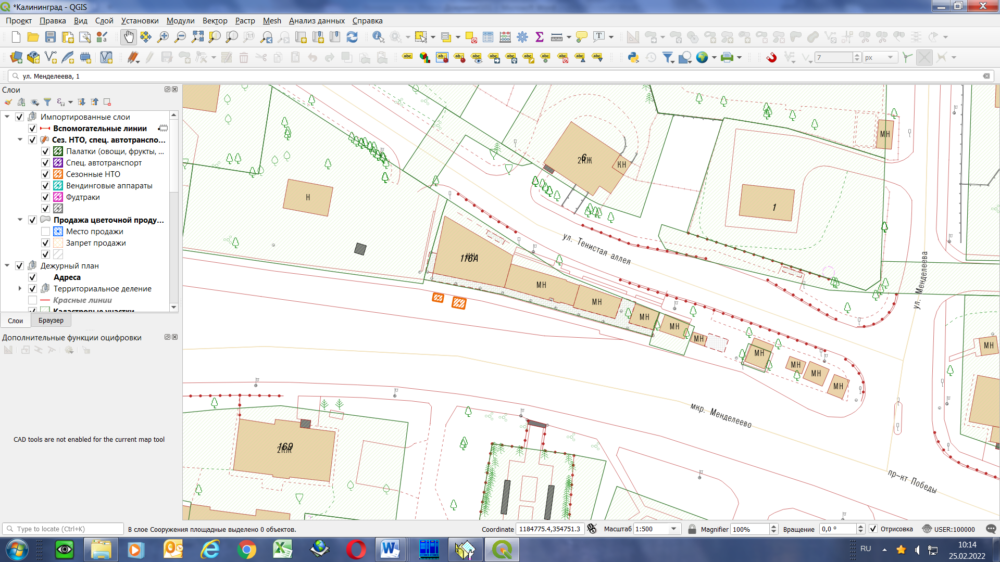 *Калининград - QGIS
Проект Правка Вид Слой Установки Модули Вектор Растр Mesh Анализ данных Справка
7 px
ул. Менделеева, 1
Слои
Импортированные слои
Вспомогательные линии
Сез. НТО, спец. автотранспо...
Палатки (овощи, фрукты, ...
Спец. автотранспорт
Сезонные НТО
Вендинговые аппараты
Фудтраки
Продажа цветочной проду...
Место продажи
Запрет продажи
Дежурный план
Адреса
Территориальное деление
Красные линии
Кадастровые участки
Слои Браузер
Дополнительные функции оцифровки
CAD tools are not enabled for the current map tool
МН
6
2КЖ
КН
Н
1
ул. Тенистая аллея
116А
ул. Менделеева
МН
МН
МН
МН
МН
МН
МН
МН
МН
МН
мкр. Менделеево
169
2КЖ
пр-кт Победы
Type to locate (Ctrl+K)
В слое Сооружения площадные выделено 0 объектов.
Coordinate 1184775.4,354751.3
Масштаб 1:500
Magnifier 100%
Вращение 0,0 °
Отрисовка
USER:100000
RU
10:14
25.02.2022